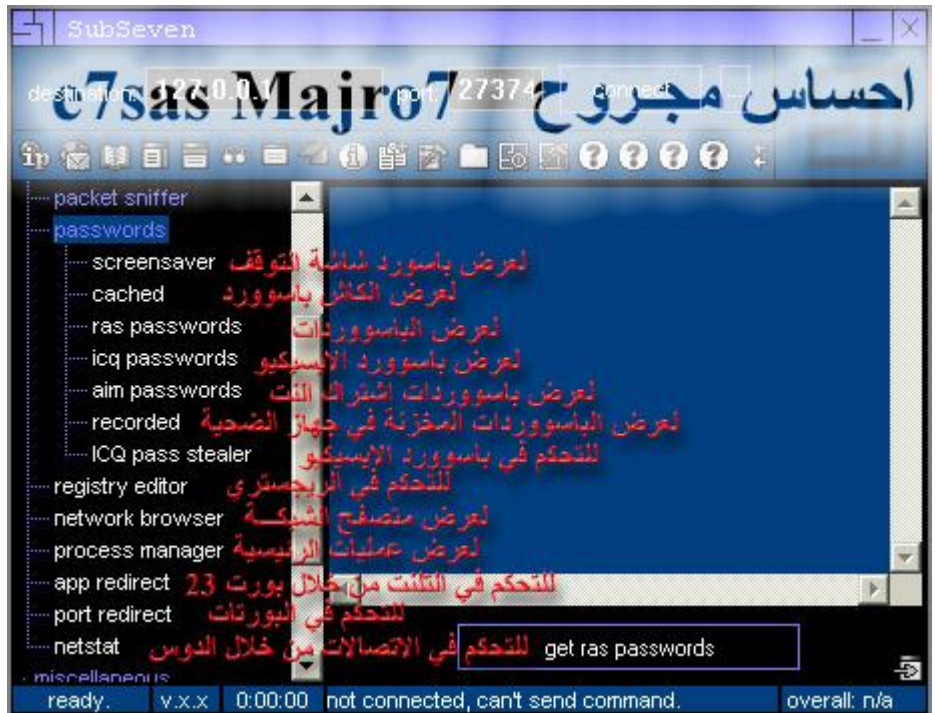 SubSeven
e7sas Majro7 احساس مجروح
destination: 127.0.0.1 port: 27374 connect ...
ip
packet sniffer
passwords
screensaver لعرض باسورد شاشة التوقف
cached لعرض الكاش باسوورد
ras passwords لعرض الباسووردات
icq passwords لعرض باسوورد الايسيكيو
aim passwords لعرض باسووردات اشتراك النت
recorded لعرض الباسووردات المخزنة في جهاز الضحية
ICQ pass stealer للتحكم في باسوورد الايسيكيو
registry editor للتحكم في الريجستري
network browser لعرض متصفح الشبكــة
process manager لعرض عمليات الرئيسية
app redirect للتحكم في التلنت من خلال بورت 23
port redirect للتحكم في البورتات
netstat للتحكم في الاتصالات من خلال الدوس
get ras passwords
miscellaneous
ready. v.x.x 0:00:00 not connected, can't send command. overall: n/a